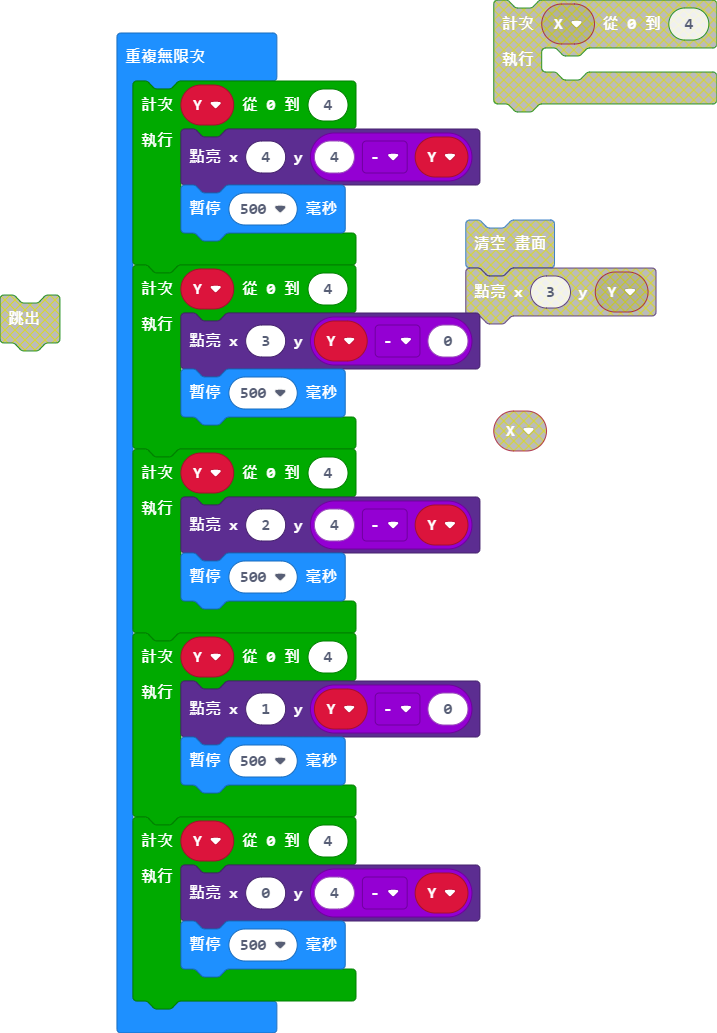 計次 X 從 0 到 4
執行
重複無限次
計次 Y 從 0 到 4
執行
點亮 x 4 y 4 - Y
暫停 500 毫秒
清空 畫面
點亮 x 3 y Y
計次 Y 從 0 到 4
執行
點亮 x 3 y Y - 0
暫停 500 毫秒
跳出
X
計次 Y 從 0 到 4
執行
點亮 x 2 y 4 - Y
暫停 500 毫秒
計次 Y 從 0 到 4
執行
點亮 x 1 y Y - 0
暫停 500 毫秒
計次 Y 從 0 到 4
執行
點亮 x 0 y 4 - Y
暫停 500 毫秒